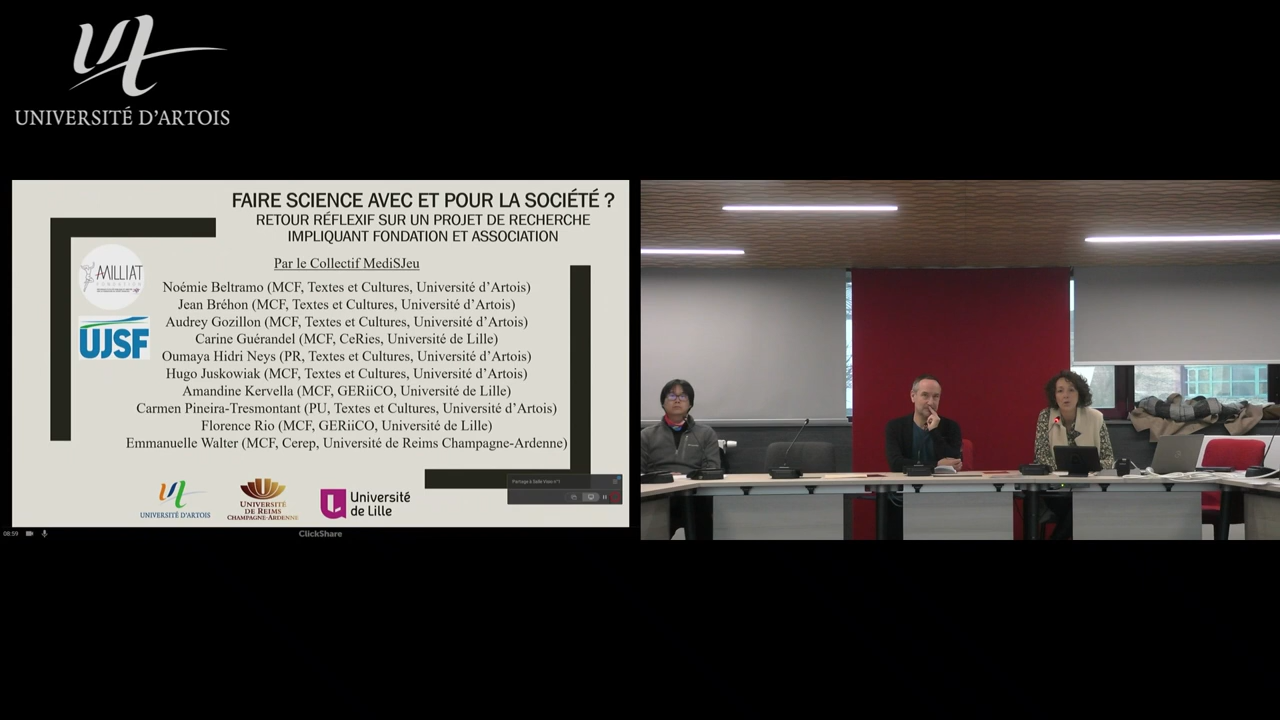 UNIVERSITÉ D'ARTOIS
FAIRE SCIENCE AVEC ET POUR LA SOCIÉTÉ ?
RETOUR RÉFLEXIF SUR UN PROJET DE RECHERCHE
IMPLIQUANT FONDATION ET ASSOCIATION
Par le Collectif MediSJeu
MILLIAT
FONDATION
UJSF
Noémie Beltramo (MCF, Textes et Cultures, Université d'Artois)
Jean Bréhon (MCF, Textes et Cultures, Université d'Artois)
Audrey Gozillon (MCF, Textes et Cultures, Université d'Artois)
Carine Guérandel (MCF, CeRies, Université de Lille)
Oumaya Hidri Neys (PR, Textes et Cultures, Université d'Artois)
Hugo Juskowiak (MCF, Textes et Cultures, Université d'Artois)
Amandine Kervella (MCF, GERiiCO, Université de Lille)
Carmen Pineira-Tresmontant (PU, Textes et Cultures, Université d'Artois)
Florence Rio (MCF, GERiiCO, Université de Lille)
Emmanuelle Walter (MCF, Cerep, Université de Reims Champagne-Ardenne)
UNIVERSITÉ D'ARTOIS
UNIVERSITÉ
DE REIMS
CHAMPAGNE-ARDENNE
Université
de Lille
08:59
ClickShare